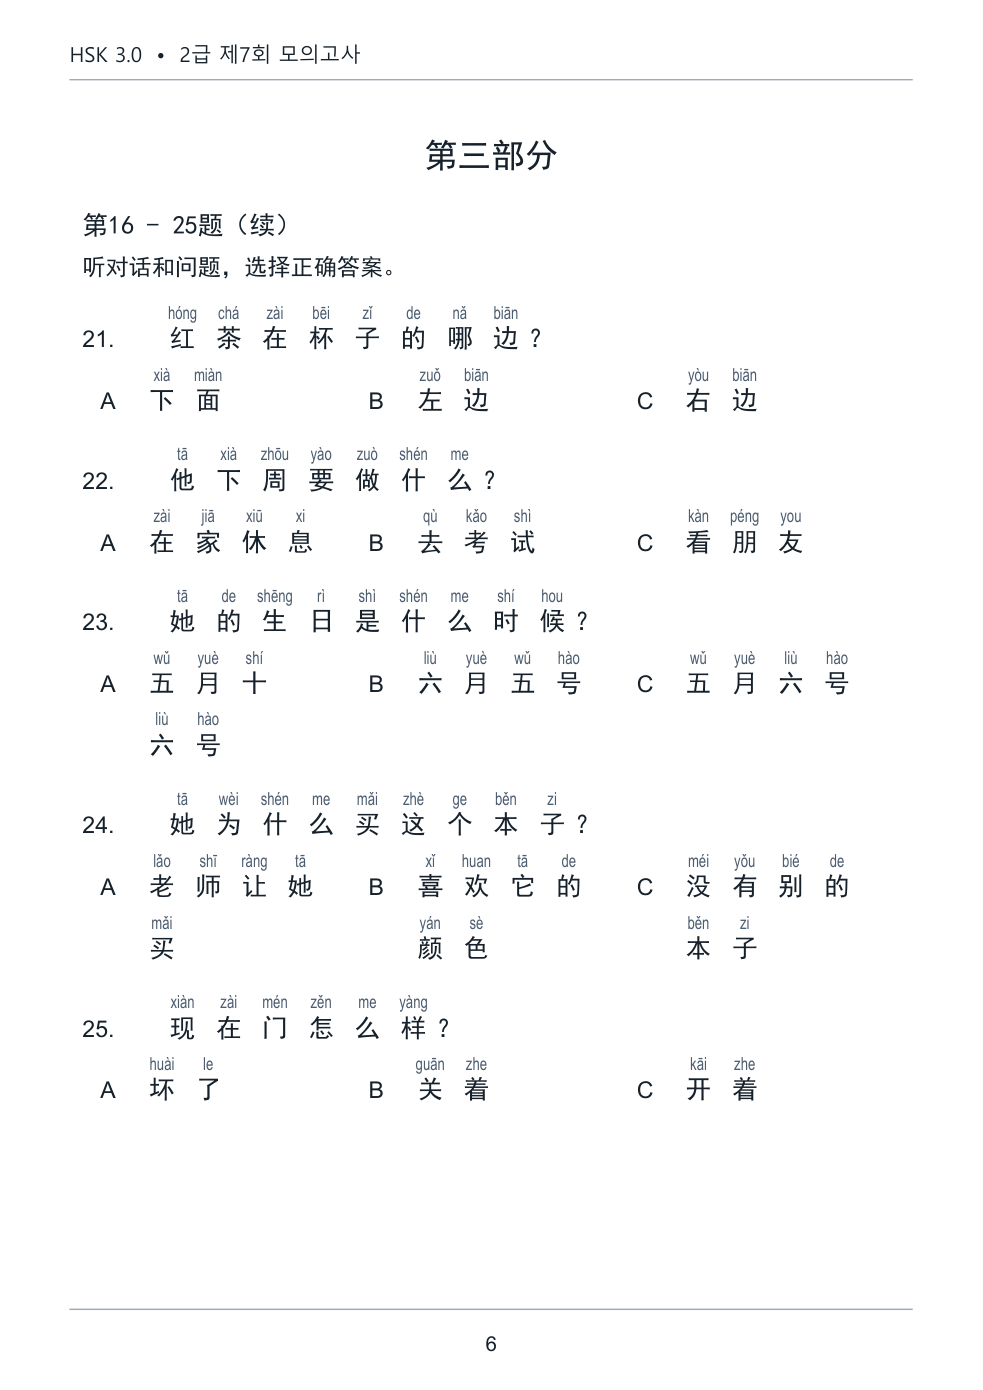 HSK 3.0 • 2급 제7회 모의고사
第三部分
第16 - 25题（续）
听对话和问题，选择正确答案。
hóng chá zài bēi zǐ de nǎ biān
21. 红 茶 在 杯 子 的 哪 边？
xià miàn zuǒ biān yòu biān
A 下 面 B 左 边 C 右 边
tā xià zhōu yào zuò shén me
22. 他 下 周 要 做 什 么？
zài jiā xiū xi qù kǎo shì kàn péng you
A 在 家 休 息 B 去 考 试 C 看 朋 友
tā de shēng rì shì shén me shí hou
23. 她 的 生 日 是 什 么 时 候？
wǔ yuè shí liù yuè wǔ hào wǔ yuè liù hào
A 五 月 十 B 六 月 五 号 C 五 月 六 号
liù hào
六 号
tā wèi shén me mǎi zhè ge běn zi
24. 她 为 什 么 买 这 个 本 子？
lǎo shī ràng tā xǐ huan tā de méi yǒu bié de
A 老 师 让 她 B 喜 欢 它 的 C 没 有 别 的
mǎi yán sè běn zi
买 颜 色 本 子
xiàn zài mén zěn me yàng
25. 现 在 门 怎 么 样？
huài le guān zhe kāi zhe
A 坏 了 B 关 着 C 开 着
6